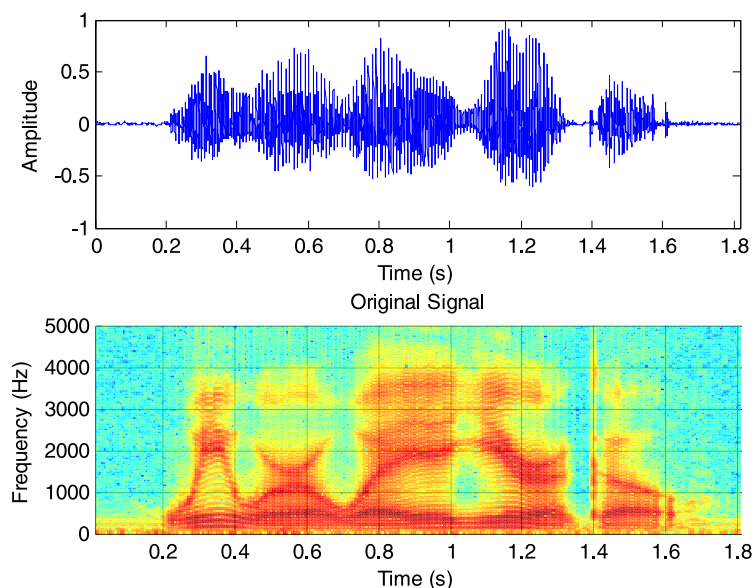 1
0.5
0
-0.5
-1
Amplitude
0 0.2 0.4 0.6 0.8 1 1.2 1.4 1.6 1.8
Time (s)
Original Signal
5000
4000
3000
2000
1000
0
Frequency (Hz)
0.2 0.4 0.6 0.8 1 1.2 1.4 1.6 1.8
Time (s)